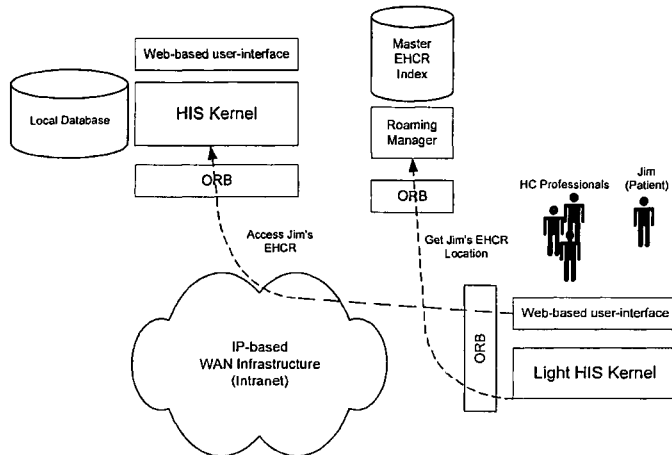 Web-based user-interface
Local Database
HIS Kernel
ORB
Master
EHCR
Index
Roaming
Manager
ORB
HC Professionals
Jim
(Patient)
Access Jim's
EHCR
Get Jim's EHCR
Location
IP-based
WAN Infrastructure
(Intranet)
ORB
Web-based user-interface
Light HIS Kernel